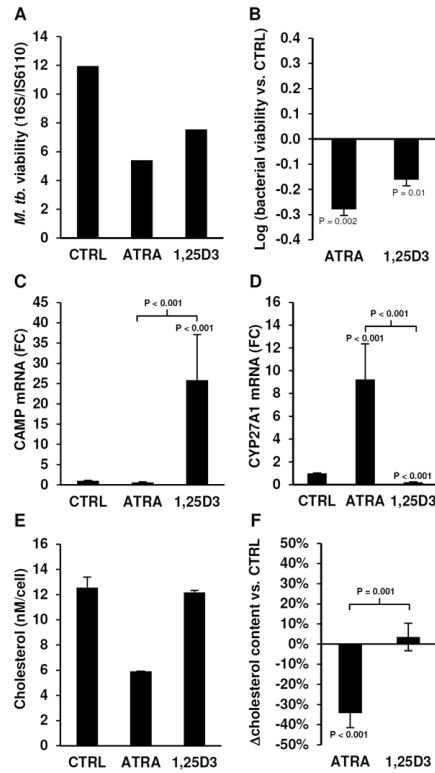 A
M. tb. viability (16S/IS6110)
14
12
10
8
6
4
2
0
CTRL ATRA 1,25D3
B
Log (bacterial viability vs. CTRL)
0.4
0.3
0.2
0.1
0.0
-0.1
-0.2
-0.3
-0.4
P = 0.002
P = 0.01
ATRA 1,25D3
C
CAMP mRNA (FC)
45
40
35
30
25
20
15
10
5
0
P < 0.001
P < 0.001
CTRL ATRA 1,25D3
D
CYP27A1 mRNA (FC)
16
14
12
10
8
6
4
2
0
P < 0.001
P < 0.001
P < 0.001
CTRL ATRA 1,25D3
E
Cholesterol (nM/cell)
16
14
12
10
8
6
4
2
0
CTRL ATRA 1,25D3
F
Δcholesterol content vs. CTRL
50%
40%
30%
20%
10%
0%
-10%
-20%
-30%
-40%
-50%
P = 0.001
P < 0.001
ATRA 1,25D3